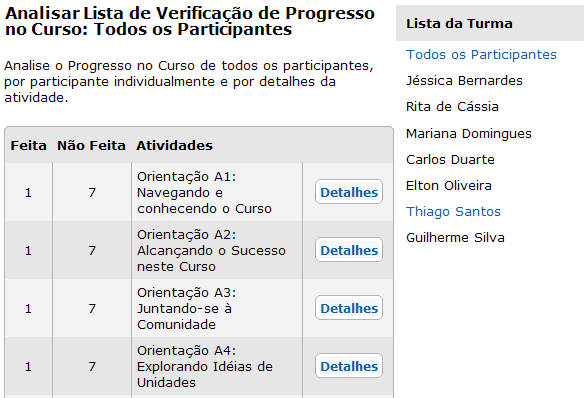 Analisar Lista de Verificação de Progresso
no Curso: Todos os Participantes
Analise o Progresso no Curso de todos os participantes,
por participante individualmente e por detalhes da
atividade.
Feita Não Feita Atividades
1 7 Orientação A1:
Navegando e
conhecendo o Curso
Detalhes
1 7 Orientação A2:
Alcançando o Sucesso
neste Curso
Detalhes
1 7 Orientação A3:
Juntando-se à
Comunidade
Detalhes
1 7 Orientação A4:
Explorando Idéias de
Unidades
Detalhes
Lista da Turma
Todos os Participantes
Jéssica Bernardes
Rita de Cássia
Mariana Domingues
Carlos Duarte
Elton Oliveira
Thiago Santos
Guilherme Silva